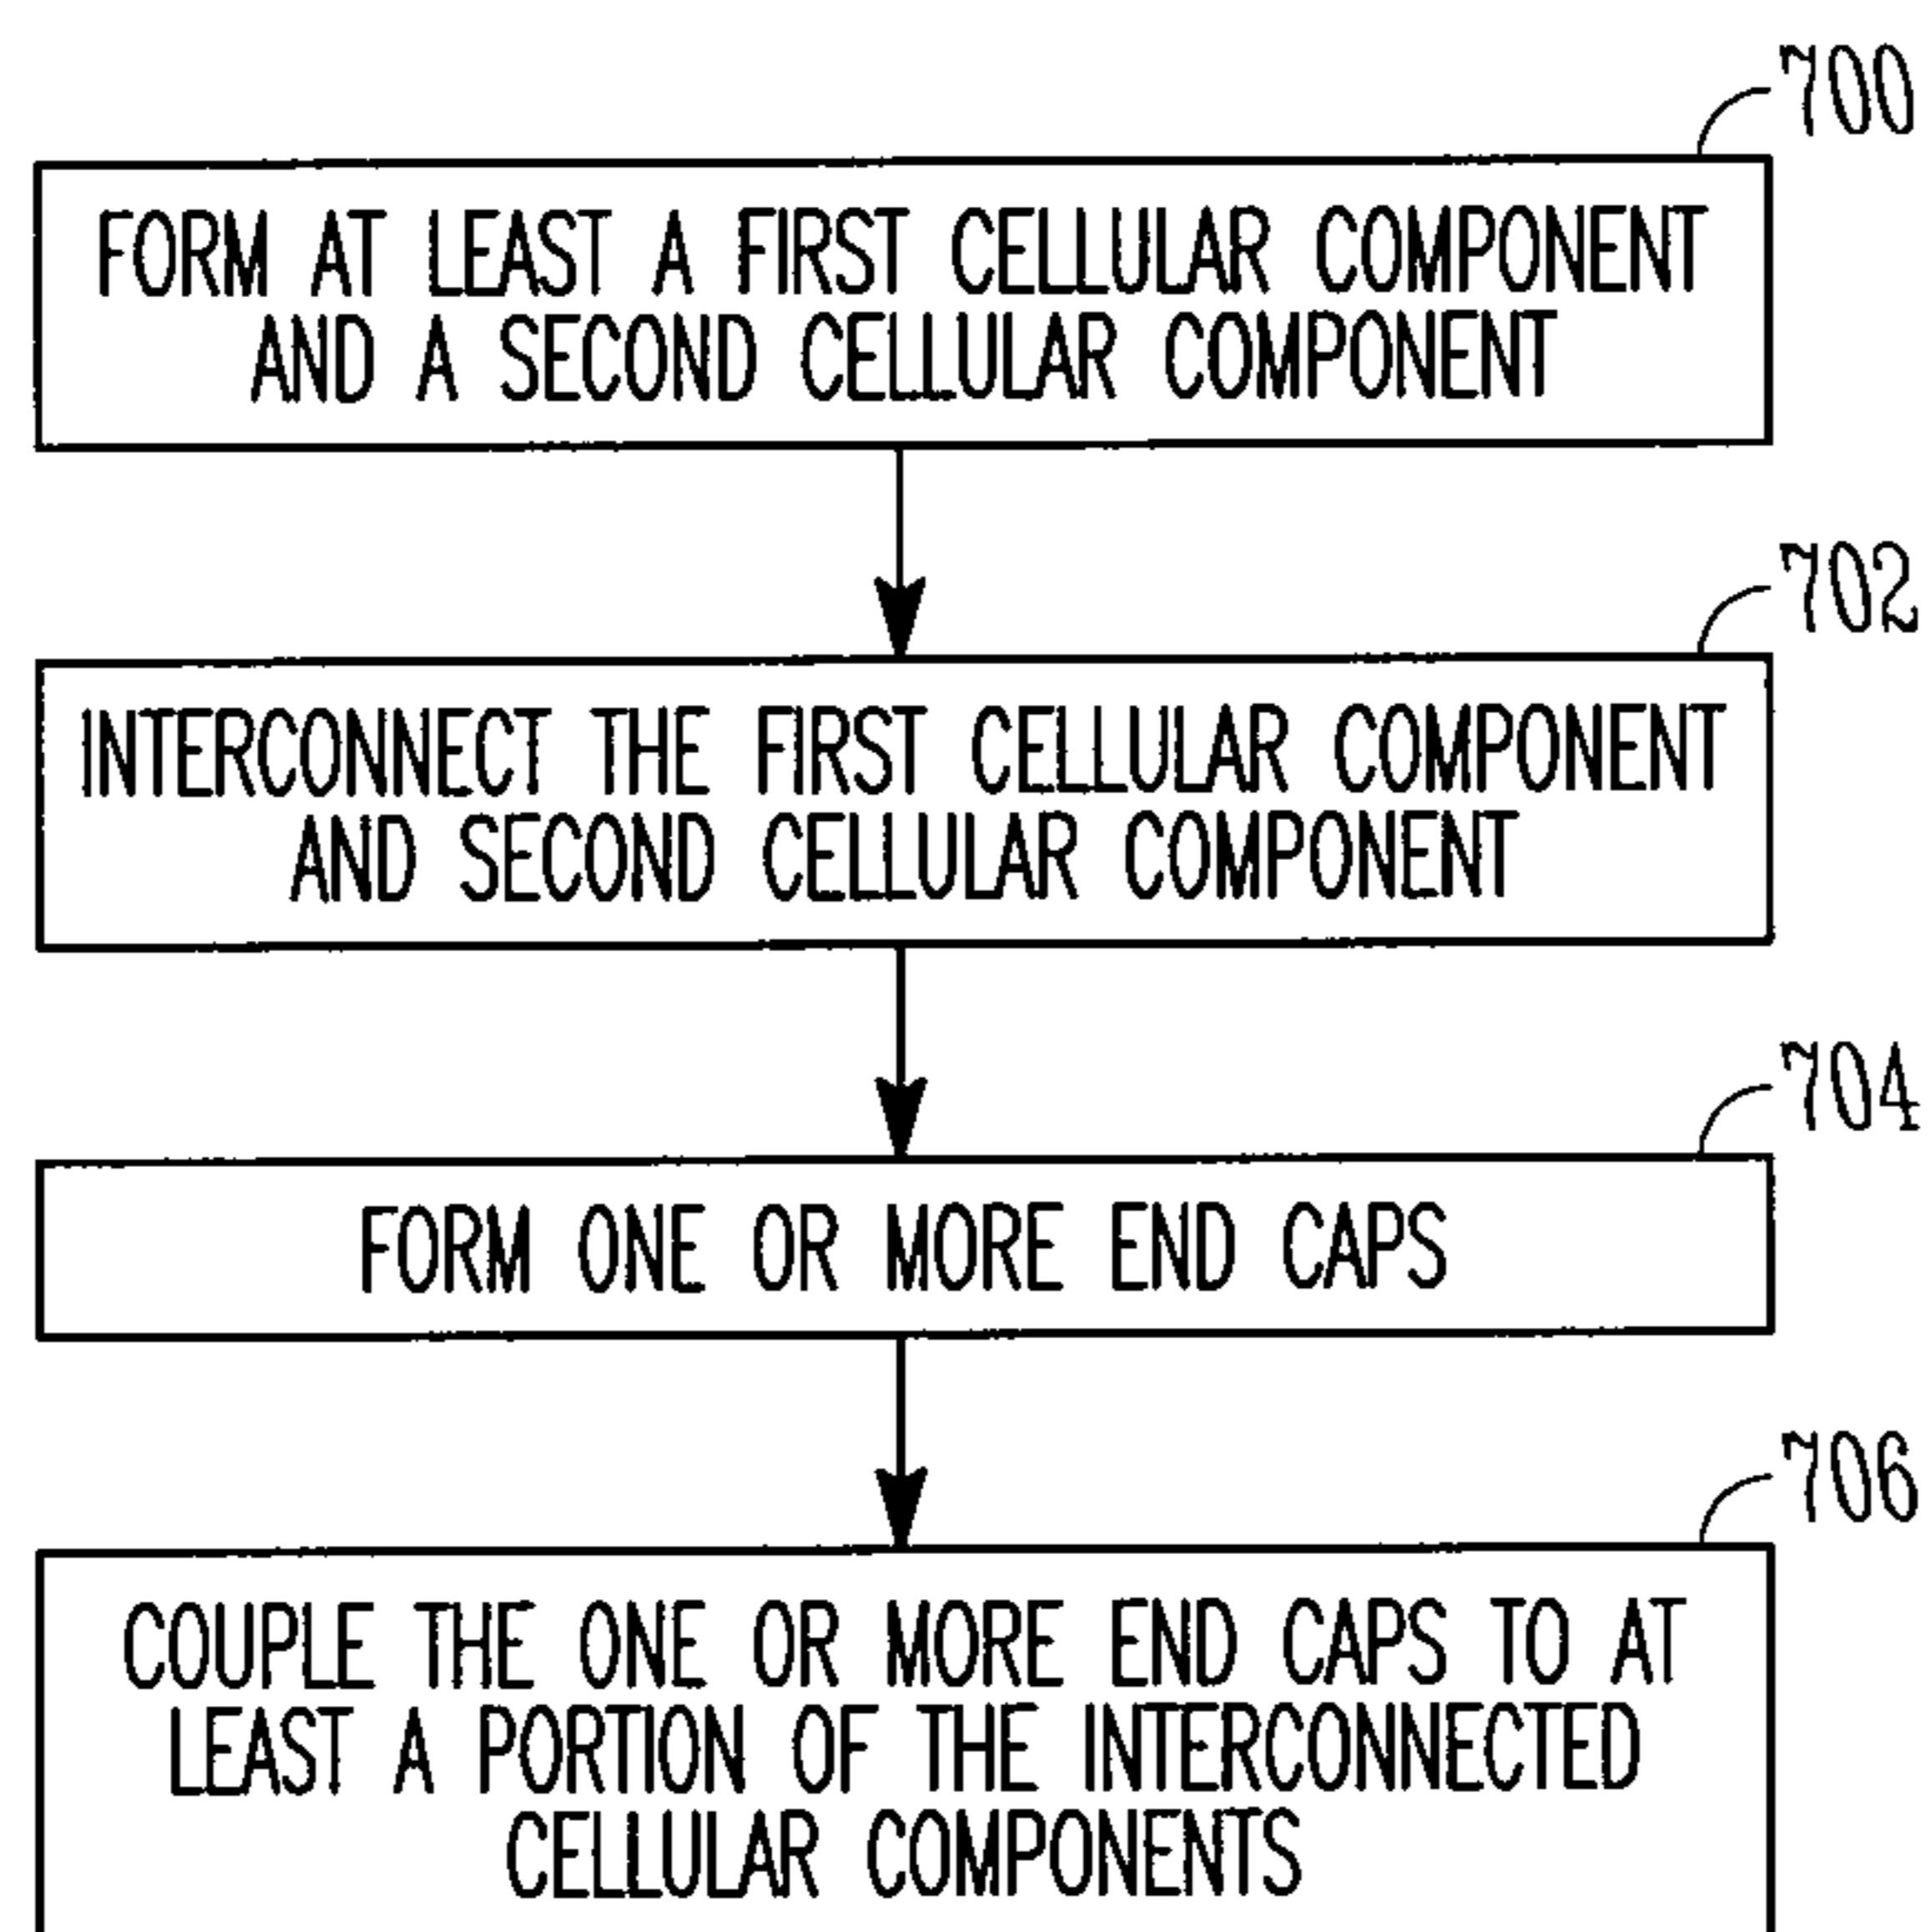 700
FORM AT LEAST A FIRST CELLULAR COMPONENT
AND A SECOND CELLULAR COMPONENT
702
INTERCONNECT THE FIRST CELLULAR COMPONENT
AND SECOND CELLULAR COMPONENT
704
FORM ONE OR MORE END CAPS
706
COUPLE THE ONE OR MORE END CAPS TO AT
LEAST A PORTION OF THE INTERCONNECTED
CELLULAR COMPONENTS